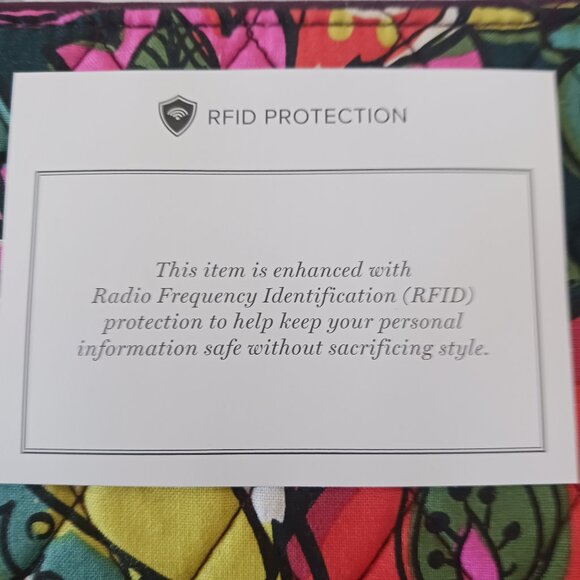 RFID PROTECTION
This item is enhanced with
Radio Frequency Identification (RFID)
protection to help keep your personal
information safe without sacrificing style.